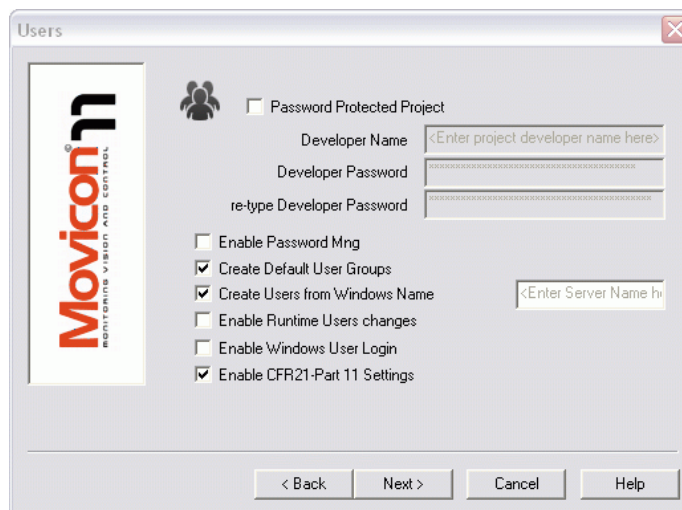 Users
Movicon 11
MONITORING VISION AND CONTROL
Password Protected Project
Developer Name <Enter project developer name here>
Developer Password
re-type Developer Password
Enable Password Mng
Create Default User Groups
Create Users from Windows Name <Enter Server Name h
Enable Runtime Users changes
Enable Windows User Login
Enable CFR21-Part 11 Settings
< Back Next > Cancel Help